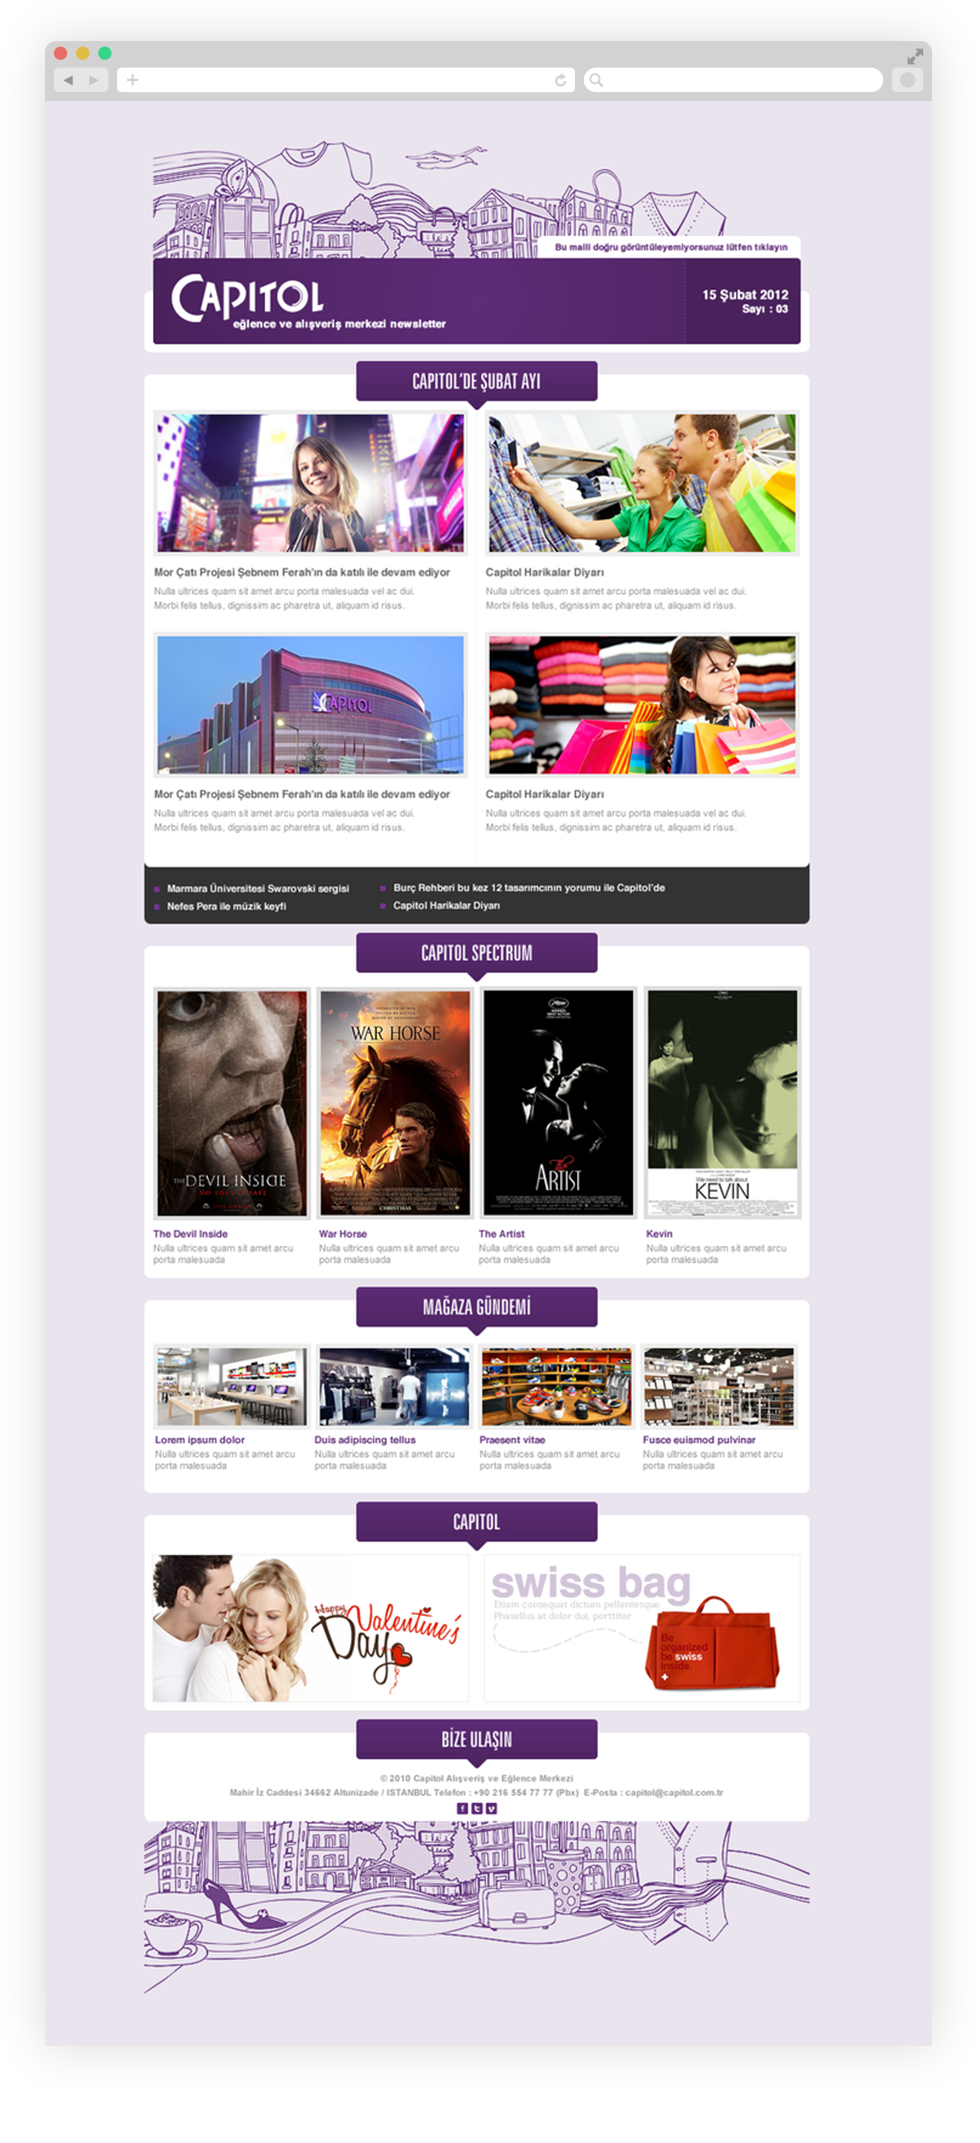 Bu maili doğru görüntüleyemiyorsunuz lütfen tıklayın
CAPITOL
eğlence ve alışveriş merkezi newsletter
15 Şubat 2012
Sayı : 03
CAPITOL'DE ŞUBAT AYI
Mor Çatı Projesi Şebnem Ferah'ın da katılı ile devam ediyor
Nulla ultrices quam sit amet arcu porta malesuada vel ac dui.
Morbi felis tellus, dignissim ac pharetra ut, aliquam id risus.
Capitol Harikalar Diyarı
Nulla ultrices quam sit amet arcu porta malesuada vel ac dui.
Morbi felis tellus, dignissim ac pharetra ut, aliquam id risus.
CAPITOL
Mor Çatı Projesi Şebnem Ferah'ın da katılı ile devam ediyor
Nulla ultrices quam sit amet arcu porta malesuada vel ac dui.
Morbi felis tellus, dignissim ac pharetra ut, aliquam id risus.
Capitol Harikalar Diyarı
Nulla ultrices quam sit amet arcu porta malesuada vel ac dui.
Morbi felis tellus, dignissim ac pharetra ut, aliquam id risus.
Marmara Üniversitesi Swarovski sergisi
Nefes Pera ile müzik keyfi
Burç Rehberi bu kez 12 tasarımcının yorumu ile Capitol'de
Capitol Harikalar Diyarı
CAPITOL SPECTRUM
THE DEVIL INSIDE
WAR HORSE
CHRISTMAS
The
ARTIST
We need to talk about
KEVIN
The Devil Inside
Nulla ultrices quam sit amet arcu
porta malesuada
War Horse
Nulla ultrices quam sit amet arcu
porta malesuada
The Artist
Nulla ultrices quam sit amet arcu
porta malesuada
Kevin
Nulla ultrices quam sit amet arcu
porta malesuada
MAĞAZA GÜNDEMİ
Lorem ipsum dolor
Nulla ultrices quam sit amet arcu
porta malesuada
Duis adipiscing tellus
Nulla ultrices quam sit amet arcu
porta malesuada
Praesent vitae
Nulla ultrices quam sit amet arcu
porta malesuada
Fusce euismod pulvinar
Nulla ultrices quam sit amet arcu
porta malesuada
CAPITOL
Happy
Valentine's
Day
swiss bag
Etiam consequat dictum pellentesque.
Phasellus at dolor dui, porttitor
Be
organized
be swiss
inside.
BİZE ULAŞIN
© 2010 Capitol Alışveriş ve Eğlence Merkezi
Mahir İz Caddesi 34662 Altunizade / ISTANBUL Telefon : +90 216 554 77 77 (Pbx) E-Posta : capitol@capitol.com.tr